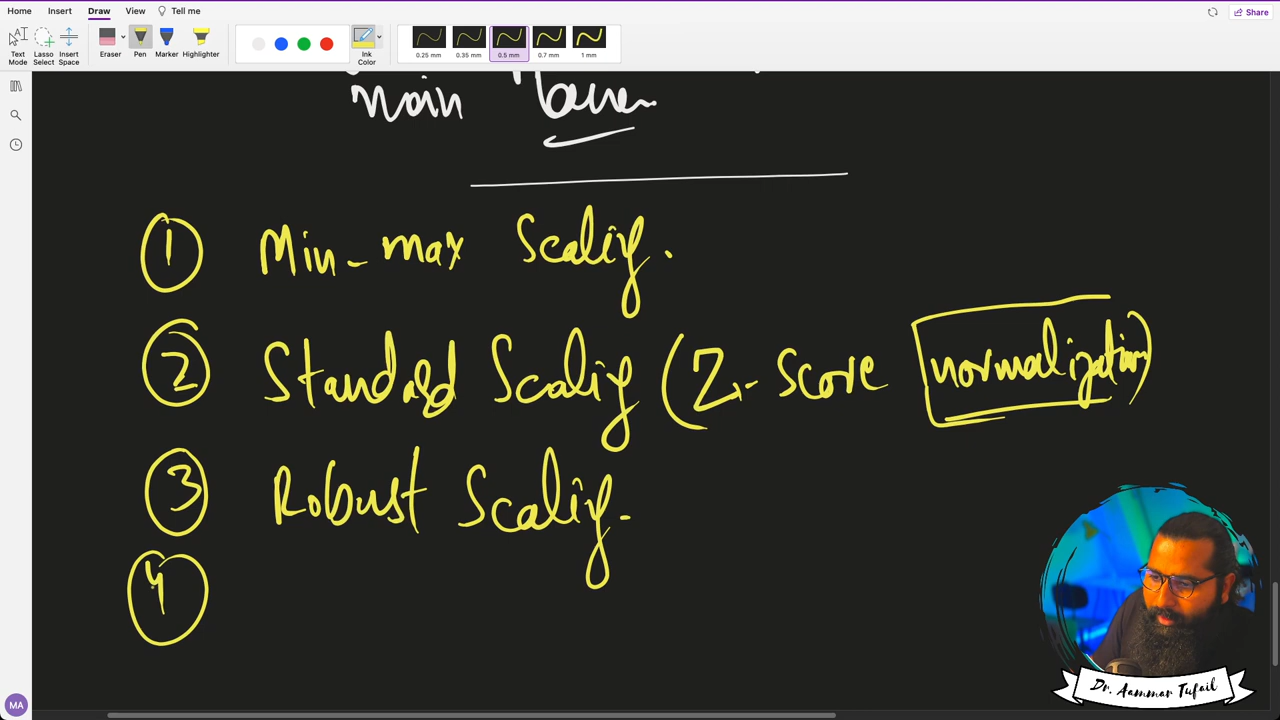 Home Insert Draw View Tell me
Share
Text Mode
Lasso Select
Insert Space
Eraser
Pen
Marker
Highlighter
Ink Color
0.25 mm
0.35 mm
0.5 mm
0.7 mm
1 mm
main
1 Min-max Scaling.
2 Standard Scaling (Z-Score normalization)
3 Robust Scaling.
4
MA
Dr. Aammar Tufail